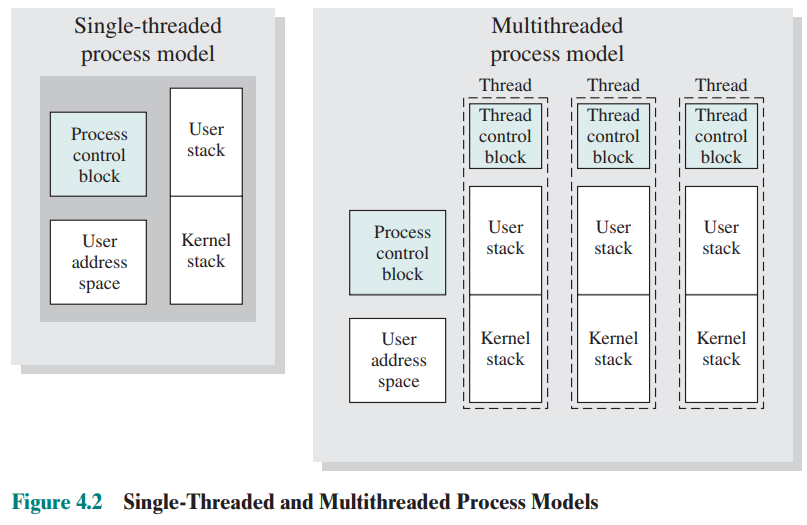 Single-threaded
process model
Process
control
block
User
stack
User
address
space
Kernel
stack
Multithreaded
process model
Thread
Thread
Thread
Thread
control
block
Thread
control
block
Thread
control
block
Process
control
block
User
stack
User
stack
User
stack
User
address
space
Kernel
stack
Kernel
stack
Kernel
stack
Figure 4.2 Single-Threaded and Multithreaded Process Models